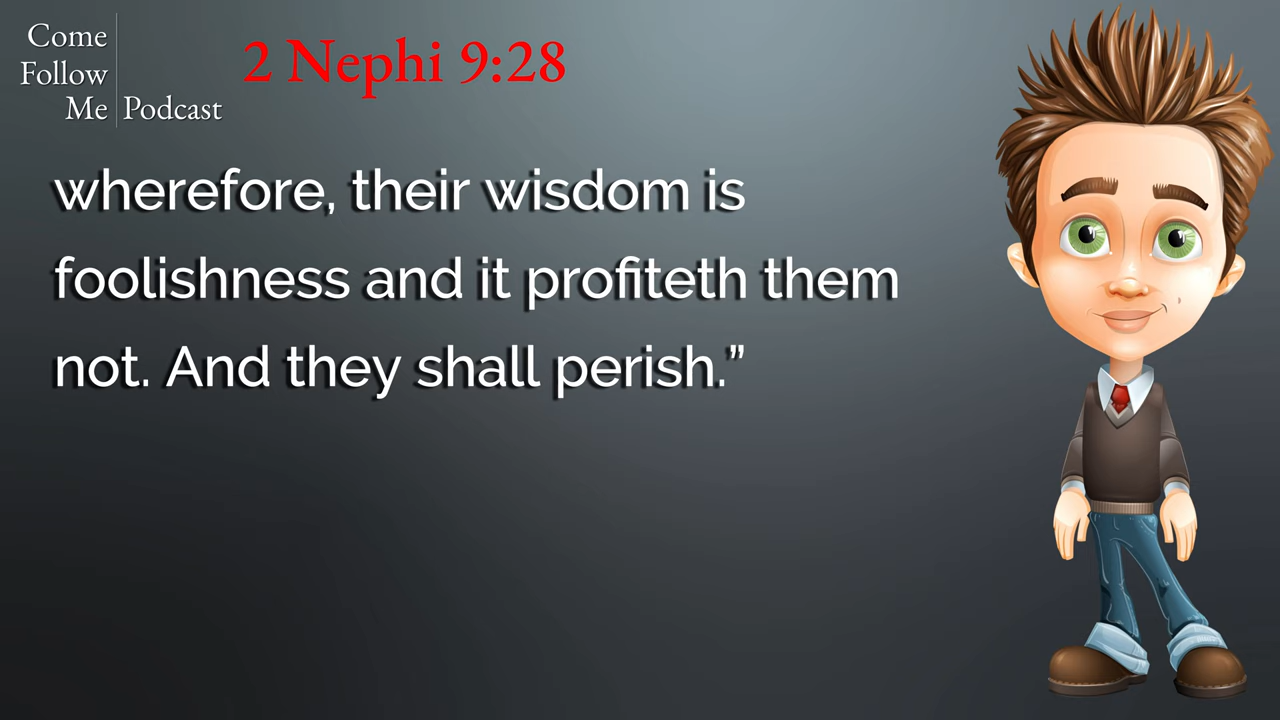 Come
Follow
Me Podcast
2 Nephi 9:28
wherefore, their wisdom is
foolishness and it profiteth them
not. And they shall perish.”